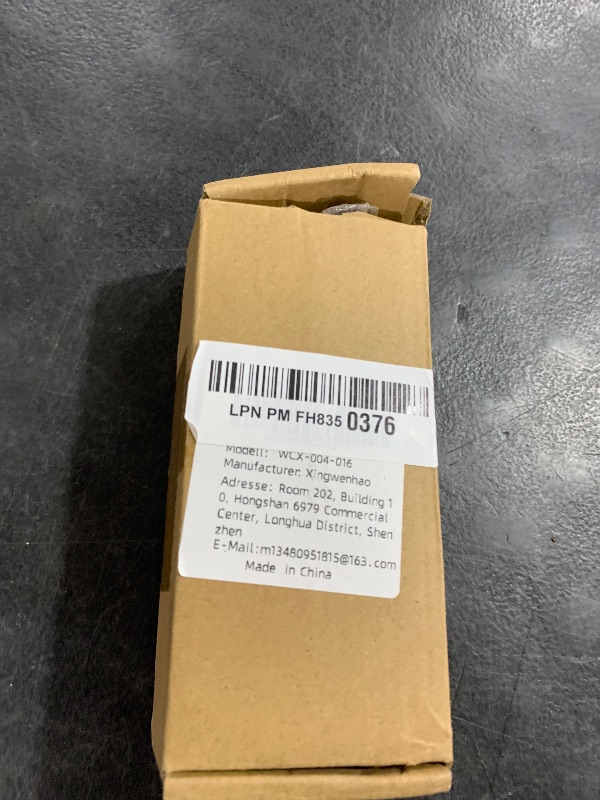 LPN PM FH835 0376
Modell: WCX-004-016
Manufacturer: Xingwenhao
Adresse: Room 202, Building 1
0, Hongshan 6979 Commercial
Center, Longhua District, Shen
zhen
E-Mail:m13480951815@163.com
Made in China